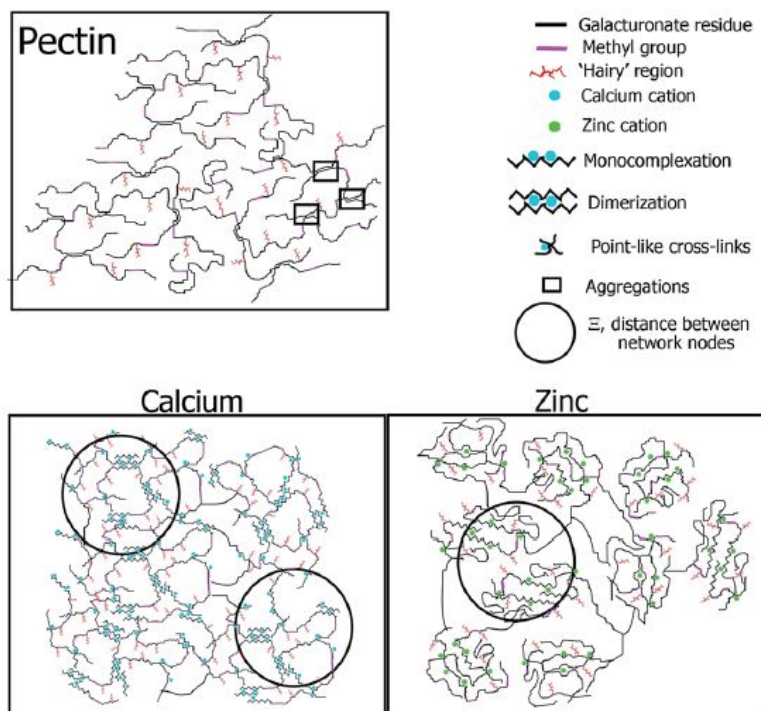 Pectin
Galacturonate residue
Methyl group
'Hairy' region
Calcium cation
Zinc cation
Monocomplexation
Dimerization
Point-like cross-links
Aggregations
Ξ, distance between
network nodes
Calcium
Zinc